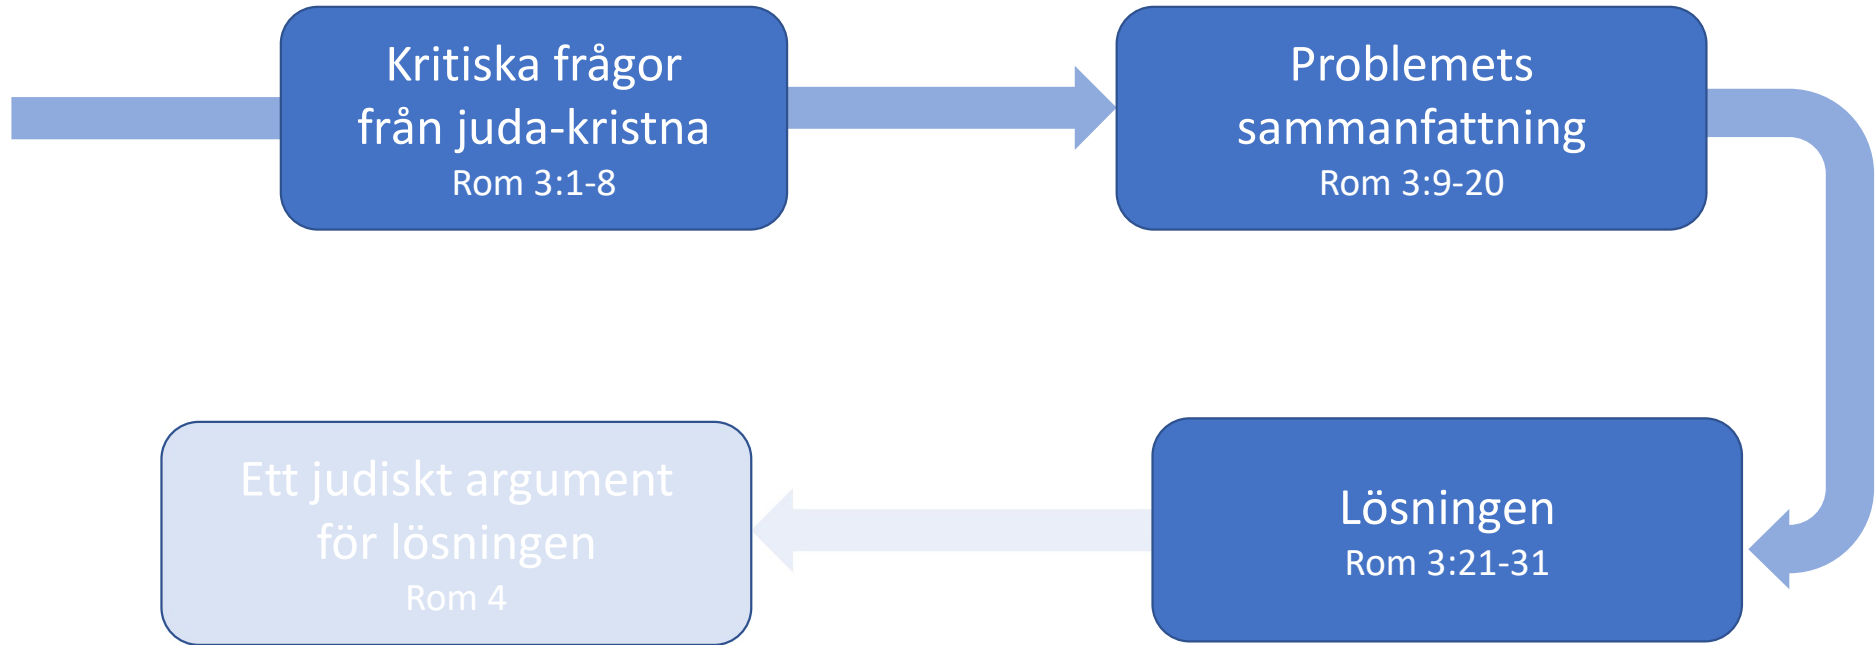 Kritiska frågor
från juda-kristna
Rom 3:1-8
Problemets
sammanfattning
Rom 3:9-20
Lösningen
Rom 3:21-31
Ett judiskt argument
för lösningen
Rom 4